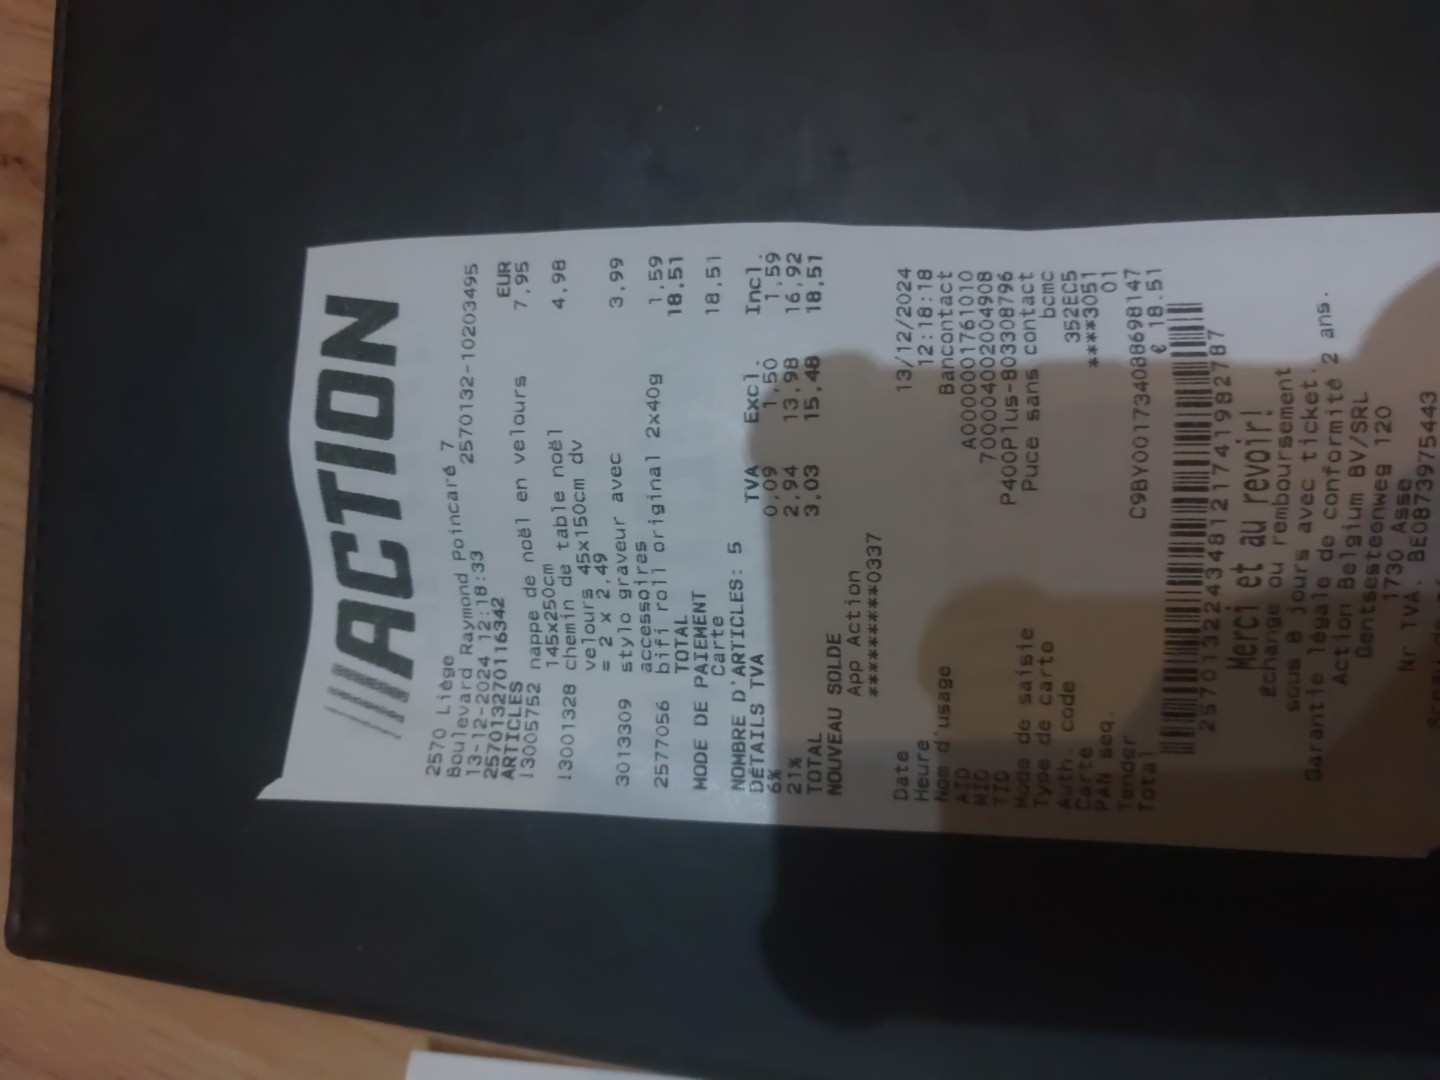 ACTION
2570 Liège
Boulevard Raymond Poincaré 7
13-12-2024 12:18:33 2570132-10203495
2570132701116342
ARTICLES EUR
13005752 nappe de noël en velours 7,95
145x250cm
13001328 chemin de table noël 4,98
velours 45x150cm dv
= 2 x 2,49
3013309 stylo graveur avec 3,99
accessoires
2577056 bifi roll original 2x40g 1,59
TOTAL 18,51
MODE DE PAIEMENT
Carte 18,51
NOMBRE D'ARTICLES: 5
DÉTAILS TVA TVA Excl. Incl.
6% 0,09 1,50 1,59
21% 2,94 13,98 16,92
TOTAL 3,03 15,48 18,51
NOUVEAU SOLDE
App Action
*********0337
Date 13/12/2024
Heure 12:18:18
Nom d'usage Bancontact
AID A0000001761010
MID 700004002004908
TID P400Plus-803308796
Mode de saisie Puce sans contact
Type de carte bcmc
Auth. code 352EC5
Carte ****3051
PAN seq. 01
Tender C9BY001734088698147
Total € 18.51
2570132243481217419827 87
Merci et au revoir!
échange ou remboursement
sous 8 jours avec ticket.
Garantie légale de conformité 2 ans.
Action Belgium BV/SRL
Gentsesteenweg 120
1730 Asse
Nr TVA. BE0873975443